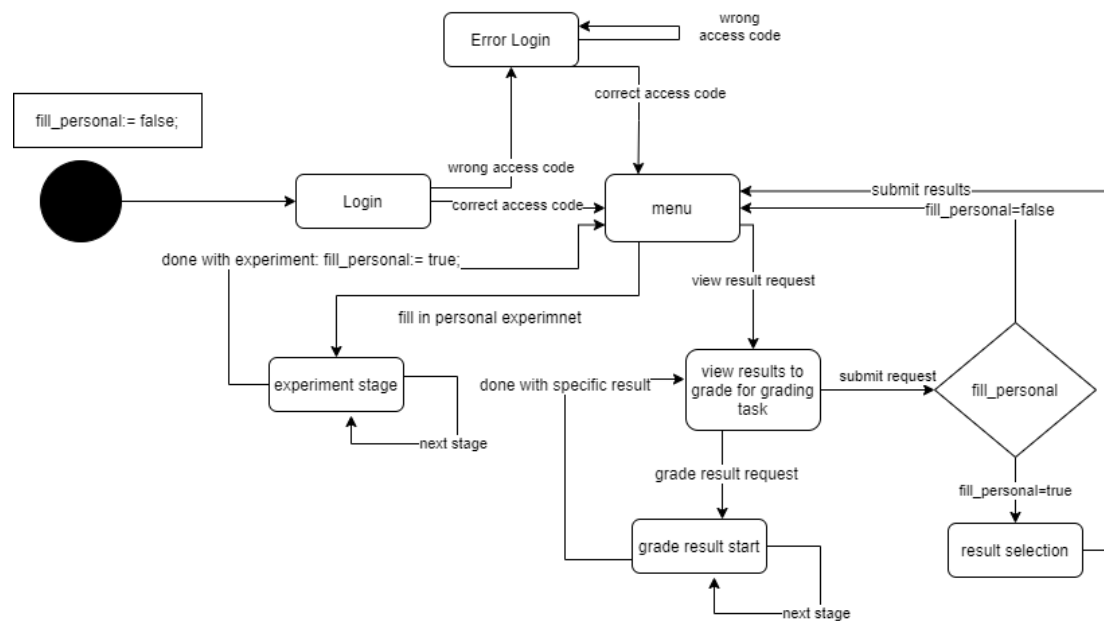 wrong
access code
Error Login
correct access code
fill_personal:= false;
wrong access code
Login
correct access code
menu
submit results
fill_personal=false
done with experiment: fill_personal:= true;
view result request
fill in personal experimnet
experiment stage
done with specific result
view results to
grade for grading
task
submit request
fill_personal
next stage
grade result request
fill_personal=true
grade result start
result selection
next stage